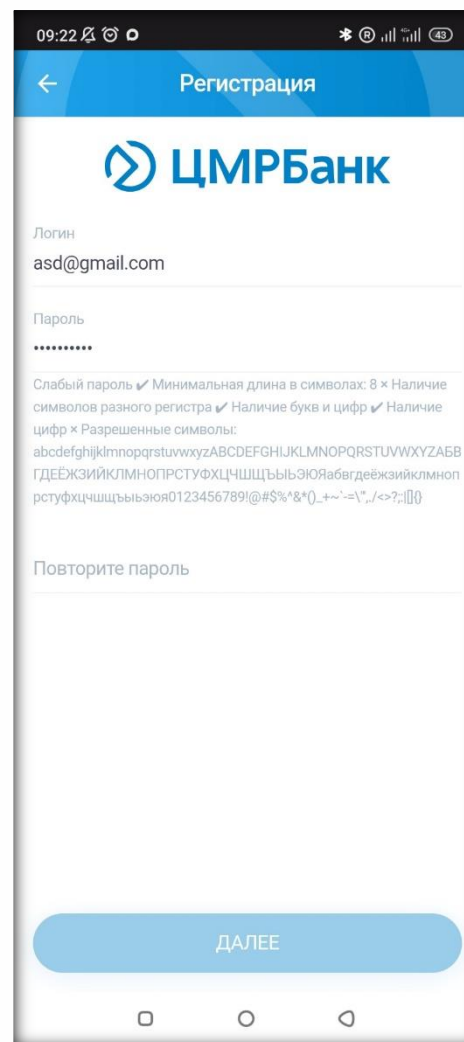 09:22 43
Регистрация
ЦМРБанк
Логин
asd@gmail.com
Пароль
••••••••••
Слабый пароль ✔ Минимальная длина в символах: 8 × Наличие
символов разного регистра ✔ Наличие букв и цифр ✔ Наличие
цифр × Разрешенные символы:
abcdefghijklmnopqrstuvwxyzABCDEFGHIJKLMNOPQRSTUVWXYZАБВ
ГДЕЁЖЗИЙКЛМНОПРСТУФХЦЧШЩЪЫЬЭЮЯабвгдеёжзийклмноп
рстуфхцчшщъыьэюя0123456789!@#$%^&*()_+~`-=\'",./<>?;:|[]{}
Повторите пароль
ДАЛЕЕ